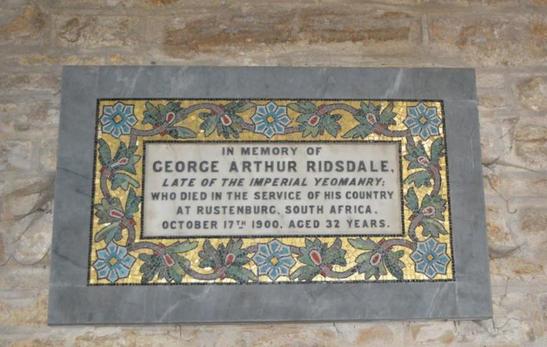 IN MEMORY OF
GEORGE ARTHUR RIDSDALE,
LATE OF THE IMPERIAL YEOMANRY;
WHO DIED IN THE SERVICE OF HIS COUNTRY
AT RUSTENBURG, SOUTH AFRICA.
OCTOBER 17TH 1900, AGED 32 YEARS.